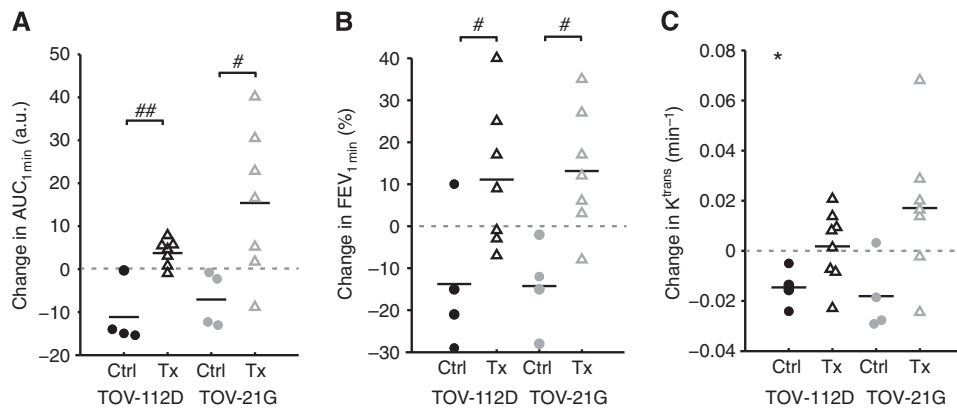 A
Change in AUC1 min (a.u.)
50
40
30
20
10
0
–10
–20
##
#
Ctrl Tx Ctrl Tx
TOV-112D TOV-21G
B
Change in FEV1 min (%)
40
30
20
10
0
–10
–20
–30
#
#
Ctrl Tx Ctrl Tx
TOV-112D TOV-21G
C
Change in Ktrans (min–1)
0.08
0.06
0.04
0.02
0
–0.02
–0.04
*
Ctrl Tx Ctrl Tx
TOV-112D TOV-21G